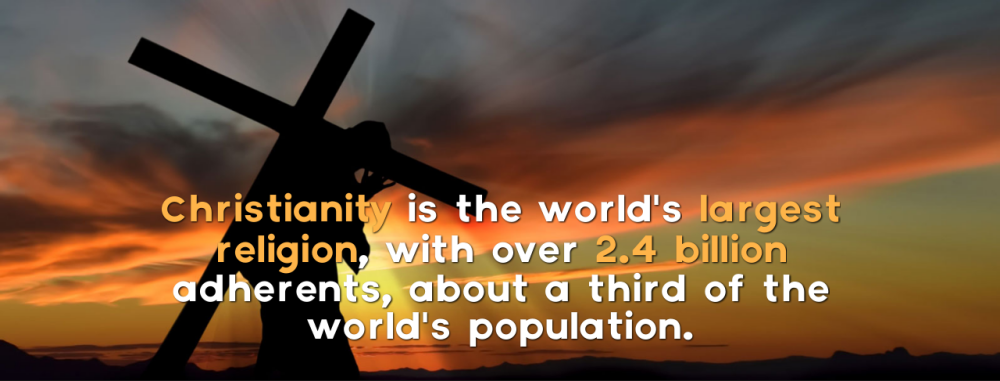 Christianity is the world's largest
religion, with over 2.4 billion
adherents, about a third of the
world's population.